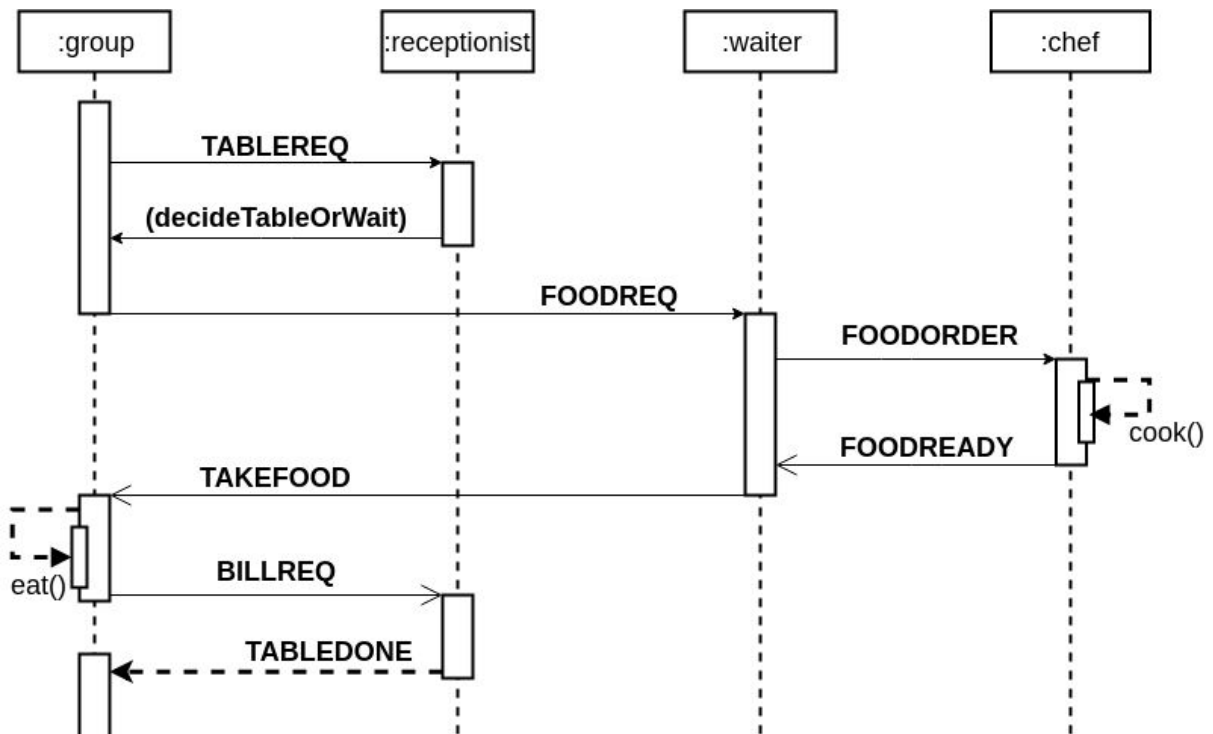 :group
:receptionist
:waiter
:chef
TABLEREQ
(decideTableOrWait)
FOODREQ
FOODORDER
cook()
FOODREADY
TAKEFOOD
eat()
BILLREQ
TABLEDONE